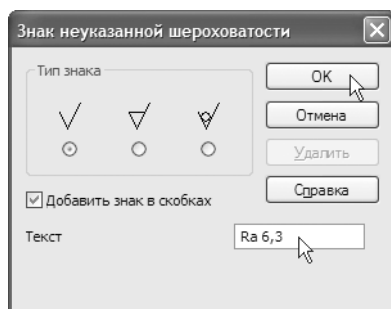 Знак неуказанной шероховатости
Тип знака
OK
Отмена
Удалить
Справка
Добавить знак в скобках
Текст
Ra 6,3